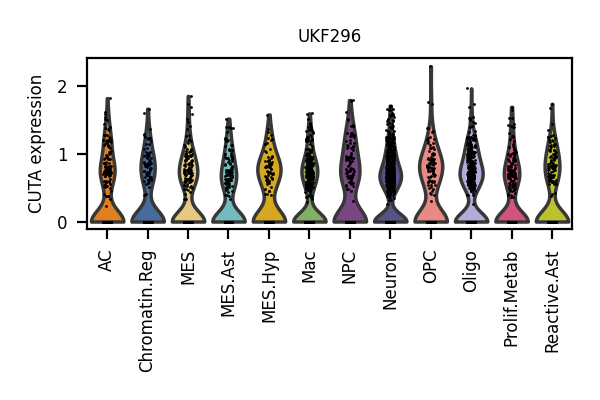 UKF296
CUTA expression
2
1
0
AC
Chromatin.Reg
MES
MES.Ast
MES.Hyp
Mac
NPC
Neuron
OPC
Oligo
Prolif.Metab
Reactive.Ast